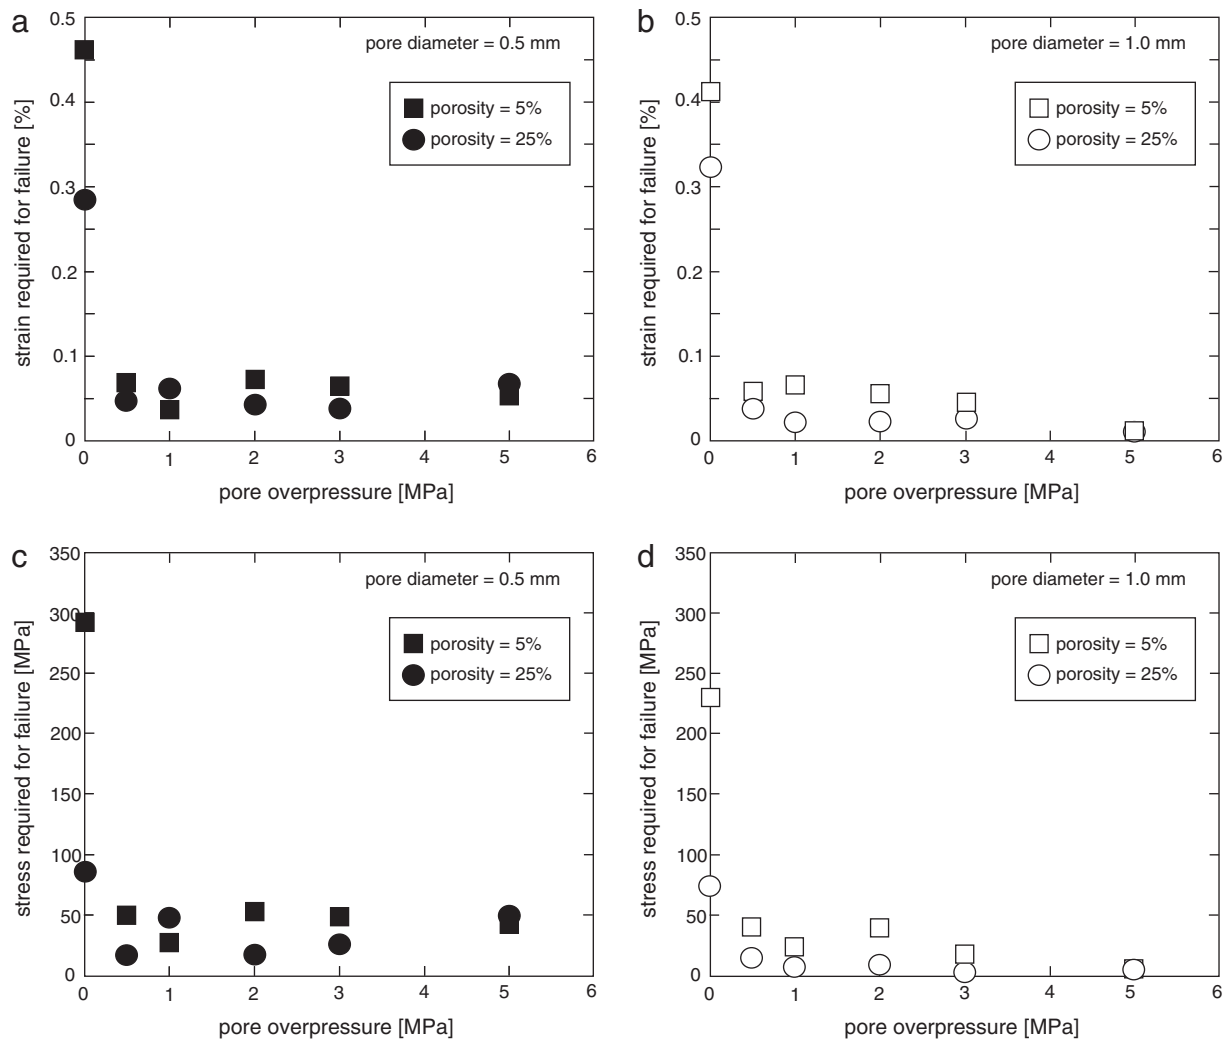 a
pore diameter = 0.5 mm
porosity = 5%
porosity = 25%
strain required for failure [%]
0.5
0.4
0.3
0.2
0.1
0
0 1 2 3 4 5 6
pore overpressure [MPa]
b
pore diameter = 1.0 mm
porosity = 5%
porosity = 25%
strain required for failure [%]
0.5
0.4
0.3
0.2
0.1
0
0 1 2 3 4 5 6
pore overpressure [MPa]
c
pore diameter = 0.5 mm
porosity = 5%
porosity = 25%
stress required for failure [MPa]
350
300
250
200
150
100
50
0
0 1 2 3 4 5 6
pore overpressure [MPa]
d
pore diameter = 1.0 mm
porosity = 5%
porosity = 25%
stress required for failure [MPa]
350
300
250
200
150
100
50
0
0 1 2 3 4 5 6
pore overpressure [MPa]